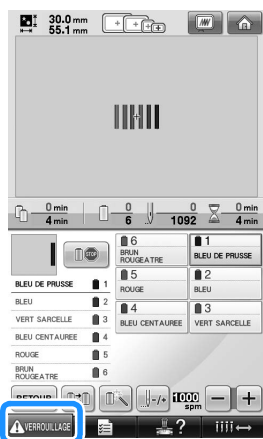 30.0 mm
55.1 mm
0 min
4 min
0
6
0
1092
0 min
4 min
BLEU DE PRUSSE 1
BLEU 2
VERT SARCELLE 3
BLEU CENTAUREE 4
ROUGE 5
BRUN
ROUGEATRE 6
6
BRUN
ROUGEATRE
1
BLEU DE PRUSSE
5
ROUGE
2
BLEU
4
BLEU CENTAUREE
3
VERT SARCELLE
RETOUR
-/+
1000
spm
- +
VERROUILLAGE
?